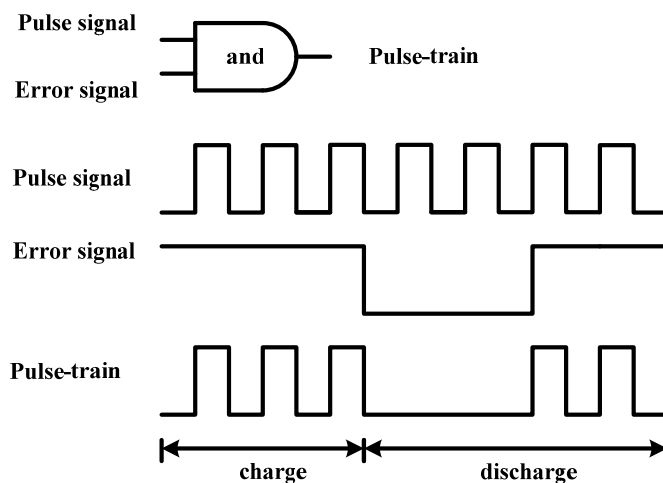 Pulse signal
and
Pulse-train
Error signal
Pulse signal
Error signal
Pulse-train
charge
discharge